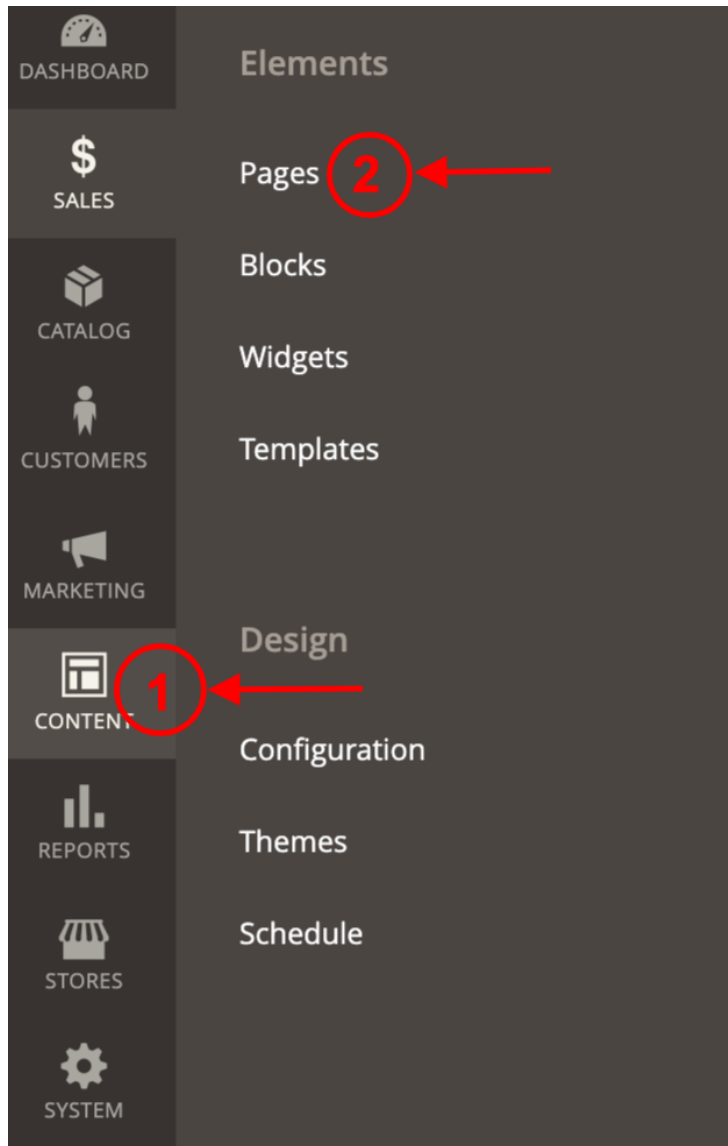 DASHBOARD
$
SALES
CATALOG
CUSTOMERS
MARKETING
CONTENT
1
REPORTS
STORES
SYSTEM
Elements
Pages 2
Blocks
Widgets
Templates
Design
Configuration
Themes
Schedule